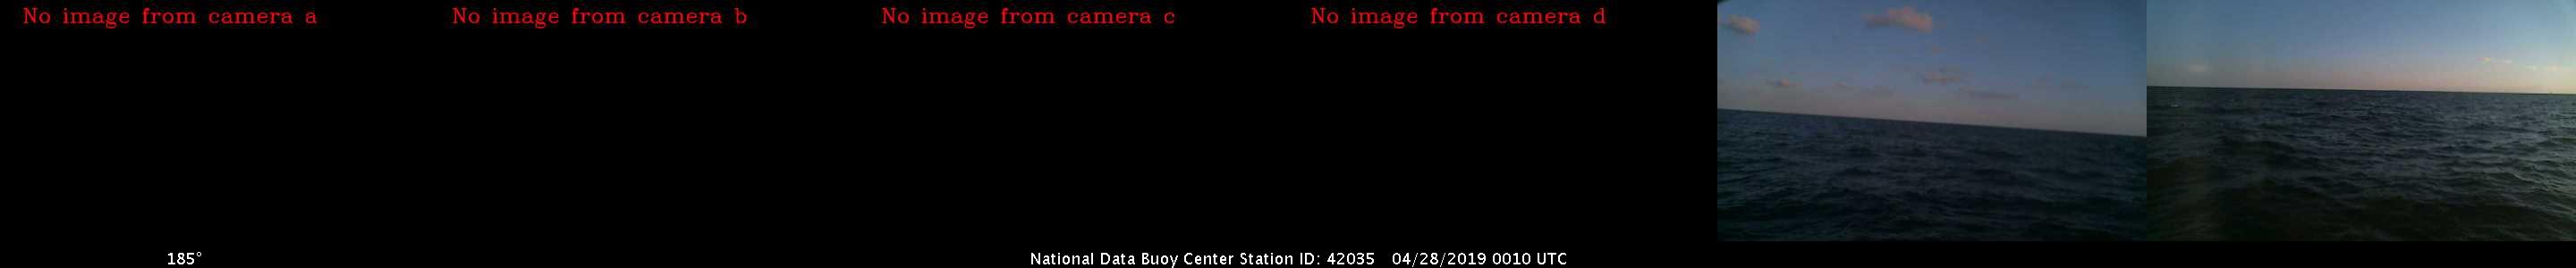 No image from camera a
No image from camera b
No image from camera c
No image from camera d
185°
National Data Buoy Center Station ID: 42035 04/28/2019 0010 UTC